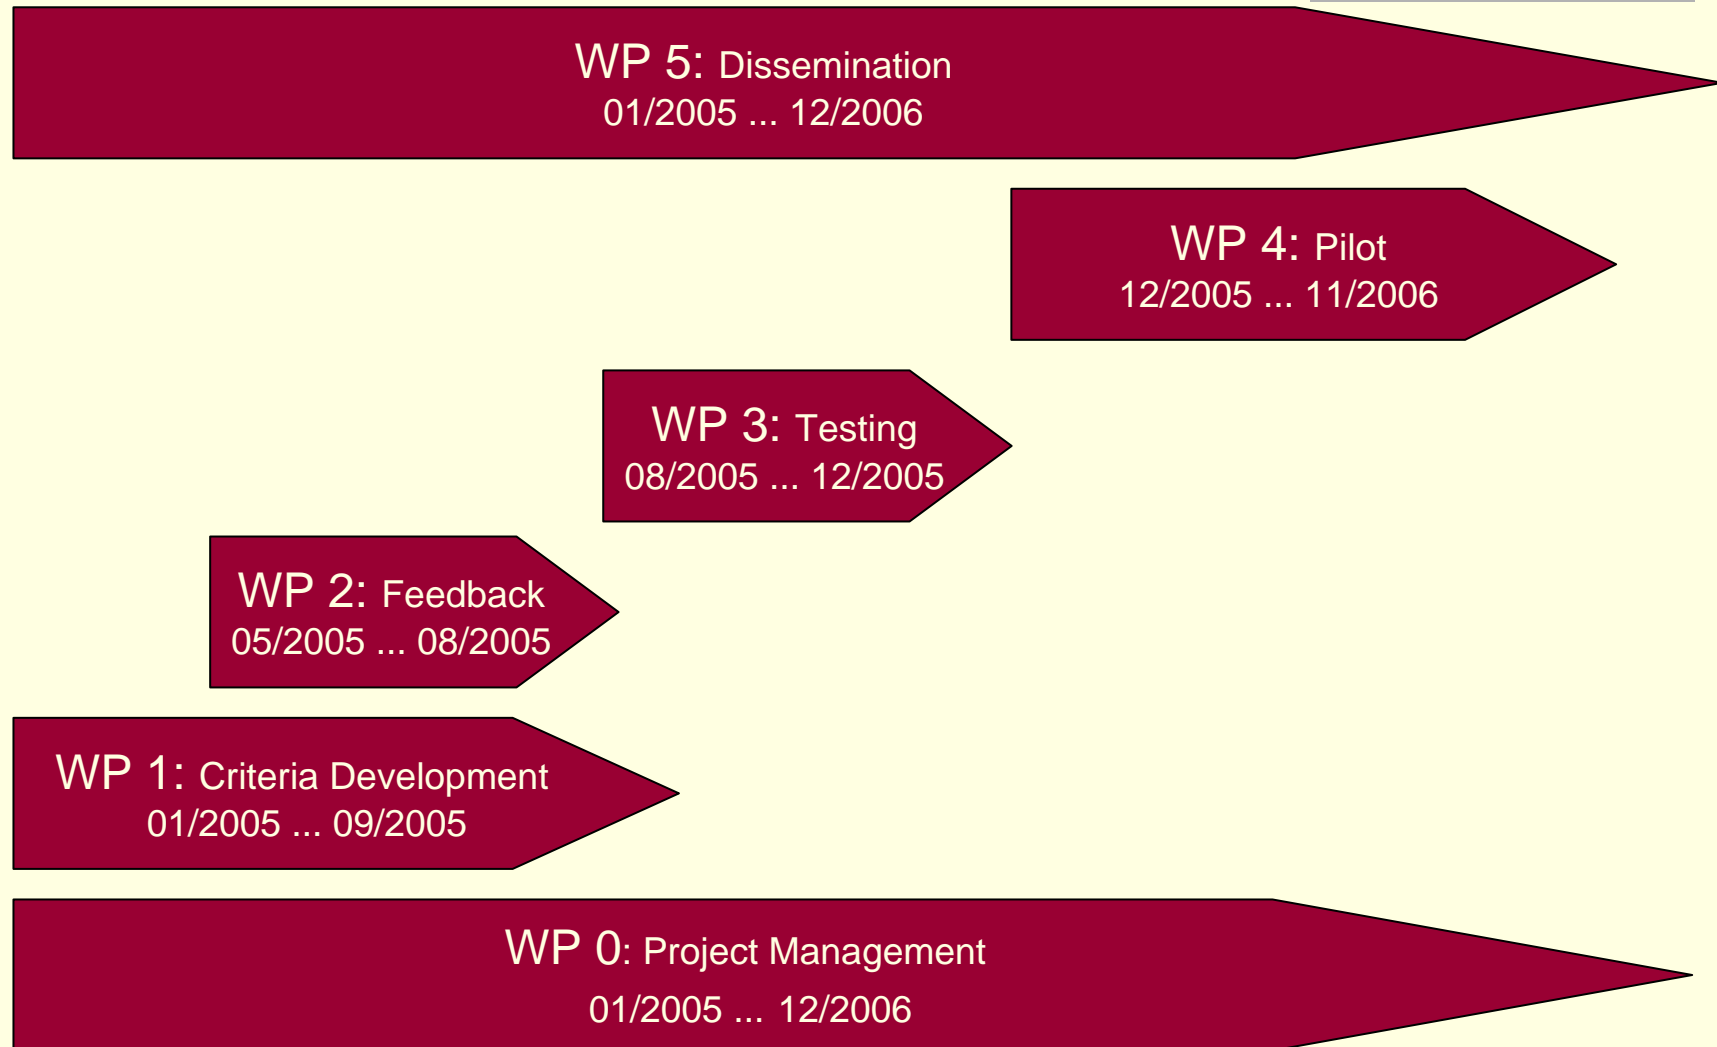 WP 5: Dissemination
01/2005 ... 12/2006
WP 4: Pilot
12/2005 ... 11/2006
WP 3: Testing
08/2005 ... 12/2005
WP 2: Feedback
05/2005 ... 08/2005
WP 1: Criteria Development
01/2005 ... 09/2005
WP 0: Project Management
01/2005 ... 12/2006